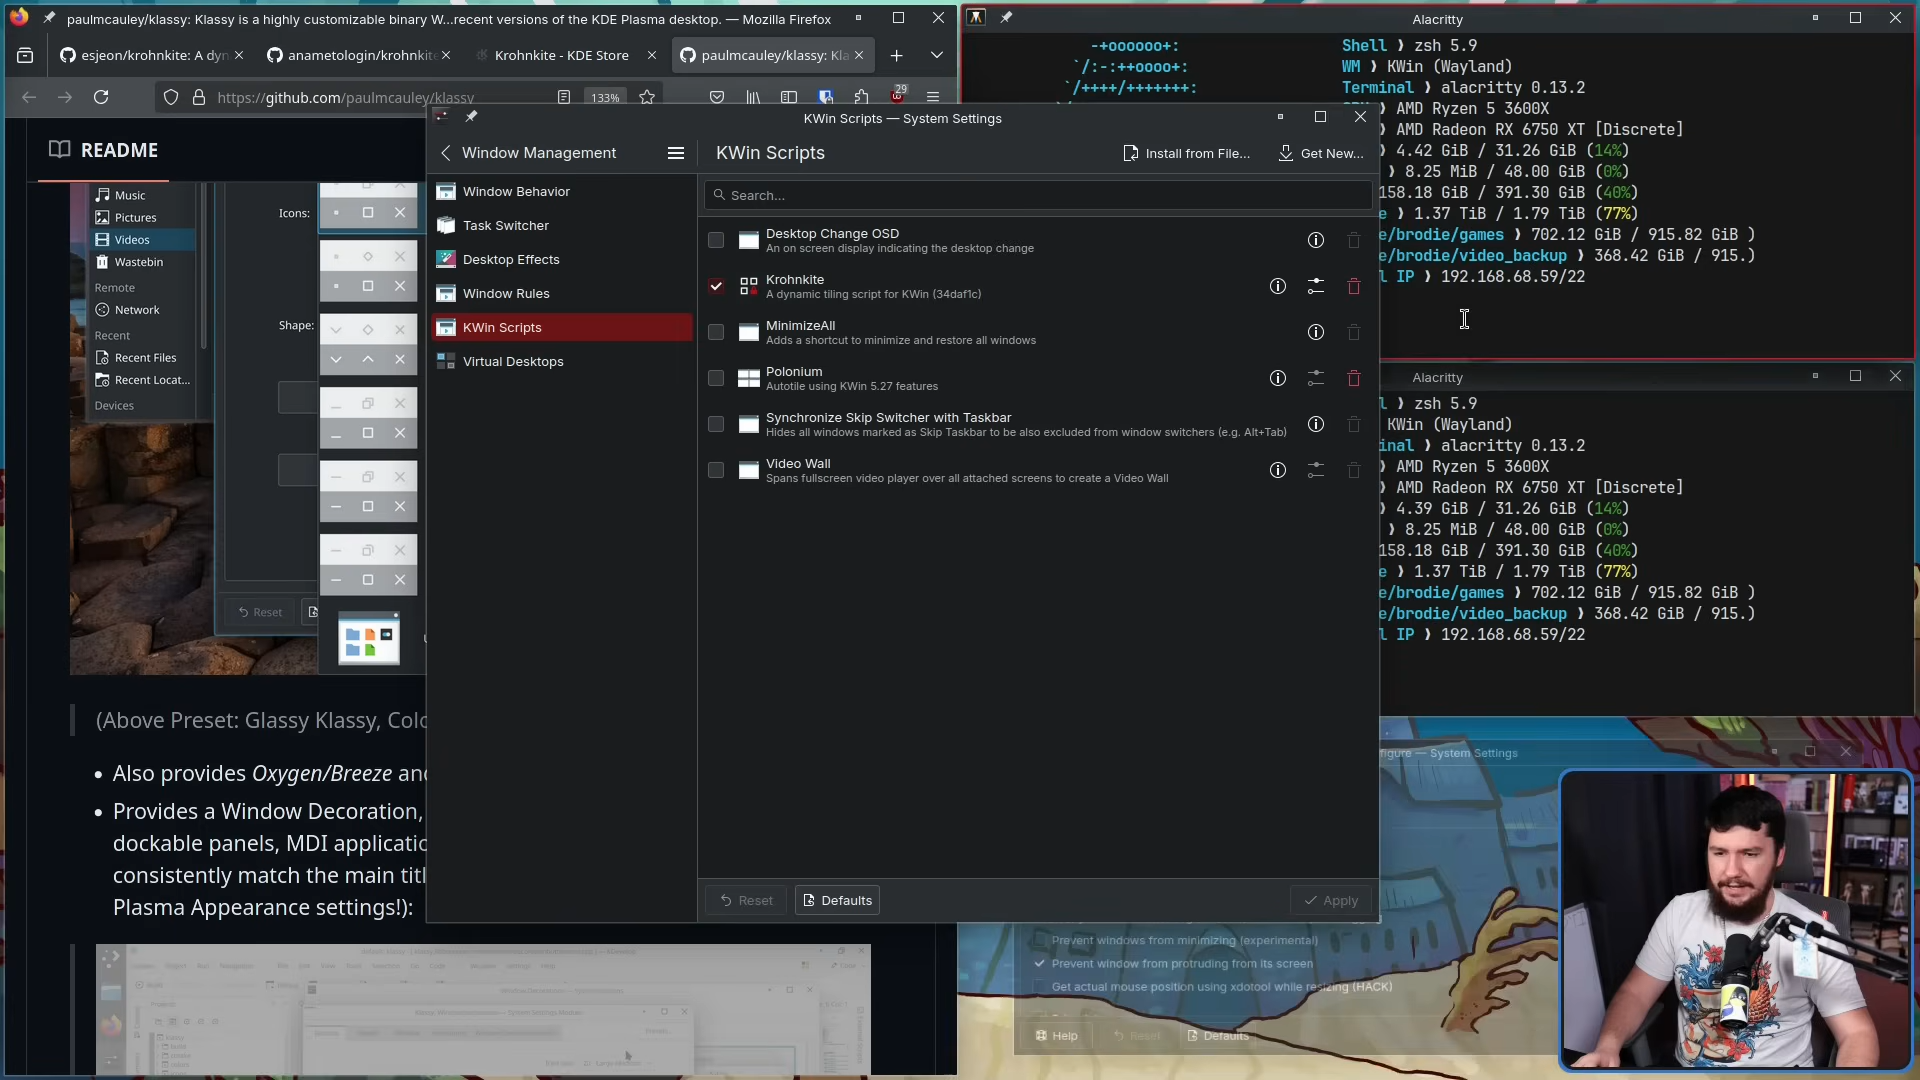 paulmcauley/klassy: Klassy is a highly customizable binary W...recent versions of the KDE Plasma desktop. — Mozilla Firefox
esjeon/krohnkite: A dyn
anametologin/krohnkite
Krohnkite - KDE Store
paulmcauley/klassy: Kla
https://github.com/paulmcauley/klassy
133%
29
README
Music
Pictures
Videos
Wastebin
Remote
Network
Recent
Recent Files
Recent Locat...
Devices
Icons:
Shape:
Reset
(Above Preset: Glassy Klassy, Colo
Also provides Oxygen/Breeze and
Provides a Window Decoration,
dockable panels, MDI applicatio
consistently match the main titl
Plasma Appearance settings!):
KWin Scripts — System Settings
Window Management
Window Behavior
Task Switcher
Desktop Effects
Window Rules
KWin Scripts
Virtual Desktops
KWin Scripts
Install from File...
Get New...
Search...
Desktop Change OSD
An on screen display indicating the desktop change
Krohnkite
A dynamic tiling script for KWin (34daf1c)
MinimizeAll
Adds a shortcut to minimize and restore all windows
Polonium
Autotile using KWin 5.27 features
Synchronize Skip Switcher with Taskbar
Hides all windows marked as Skip Taskbar to be also excluded from window switchers (e.g. Alt+Tab)
Video Wall
Spans fullscreen video player over all attached screens to create a Video Wall
Reset
Defaults
Apply
Alacritty
-+oooooo+:
`/:-:++oooo+:
`/++++/+++++++:
Shell ❫ zsh 5.9
WM ❫ KWin (Wayland)
Terminal ❫ alacritty 0.13.2
❫ AMD Ryzen 5 3600X
❫ AMD Radeon RX 6750 XT [Discrete]
❫ 4.42 GiB / 31.26 GiB (14%)
❫ 8.25 MiB / 48.00 GiB (0%)
158.18 GiB / 391.30 GiB (40%)
e ❫ 1.37 TiB / 1.79 TiB (77%)
e/brodie/games ❫ 702.12 GiB / 915.82 GiB )
e/brodie/video_backup ❫ 368.42 GiB / 915.)
l IP ❫ 192.168.68.59/22
Alacritty
l ❫ zsh 5.9
❫ KWin (Wayland)
inal ❫ alacritty 0.13.2
❫ AMD Ryzen 5 3600X
❫ AMD Radeon RX 6750 XT [Discrete]
❫ 4.39 GiB / 31.26 GiB (14%)
❫ 8.25 MiB / 48.00 GiB (0%)
158.18 GiB / 391.30 GiB (40%)
e ❫ 1.37 TiB / 1.79 TiB (77%)
e/brodie/games ❫ 702.12 GiB / 915.82 GiB )
e/brodie/video_backup ❫ 368.42 GiB / 915.)
l IP ❫ 192.168.68.59/22
figure — System Settings
Prevent windows from minimizing (experimental)
Prevent window from protruding from its screen
Get actual mouse position using xdotool while resizing (HACK)
Help
Reset
Defaults